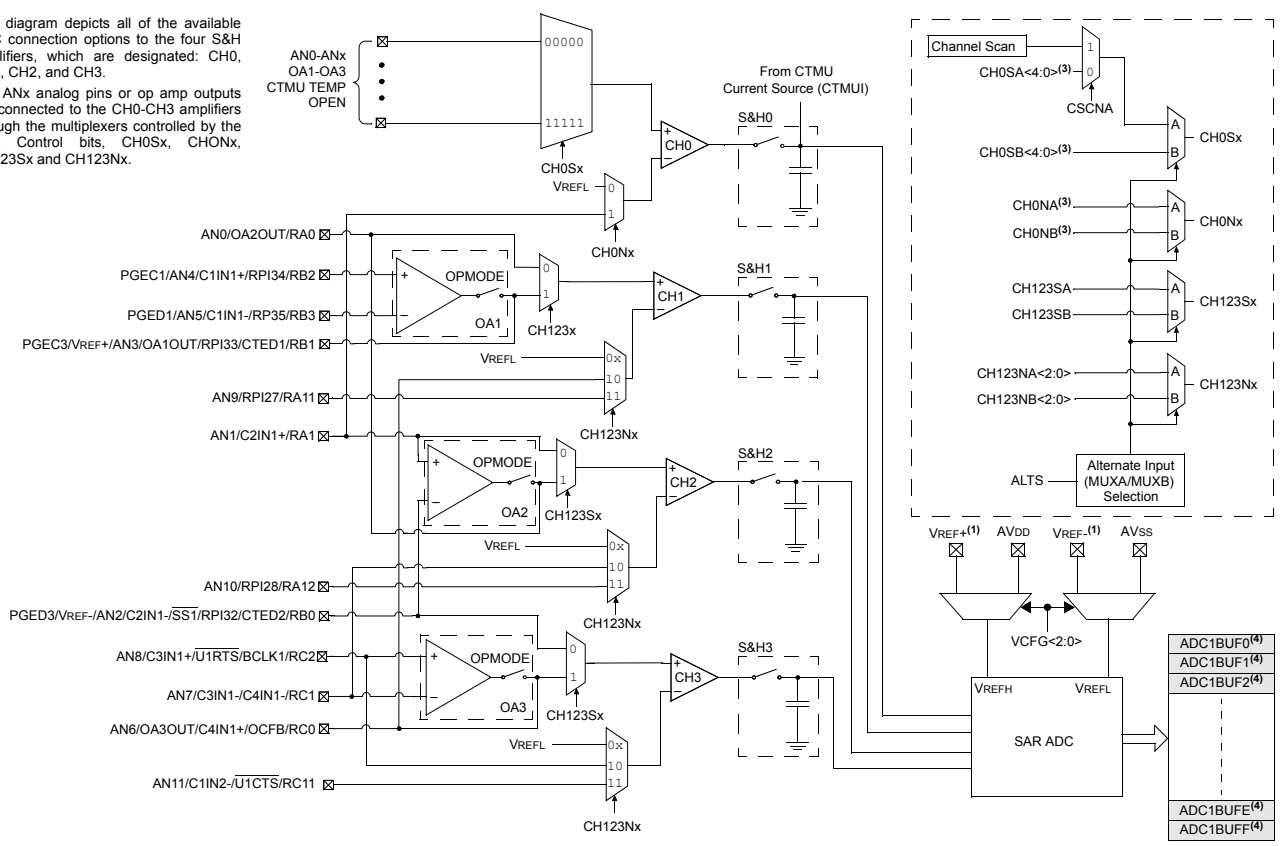 diagram depicts all of the available
connection options to the four S&H
which are designated: CH0,
CH2, and CH3.
ANx analog pins or op amp outputs
connected to the CH0-CH3 amplifiers
the multiplexers controlled by the
Control bits, CH0Sx, CHONx,
and CH123Nx.
AN0-ANx
OA1-OA3
CTMU TEMP
OPEN
00000
11111
CH0Sx
VREFL
0
1
CH0Nx
+
CH0
−
From CTMU
Current Source (CTMUI)
S&H0
AN0/OA2OUT/RA0
PGEC1/AN4/C1IN1+/RPI34/RB2
PGED1/AN5/C1IN1-/RP35/RB3
PGEC3/VREF+/AN3/OA1OUT/RPI33/CTED1/RB1
+
−
OPMODE
OA1
0
1
CH123x
+
CH1
−
S&H1
VREFL
0x
10
11
CH123Nx
AN9/RPI27/RA11
AN1/C2IN1+/RA1
+
−
OPMODE
OA2
0
1
CH123Sx
+
CH2
−
S&H2
VREFL
0x
10
11
CH123Nx
AN10/RPI28/RA12
PGED3/VREF-/AN2/C2IN1-/SS1/RPI32/CTED2/RB0
AN8/C3IN1+/U1RTS/BCLK1/RC2
AN7/C3IN1-/C4IN1-/RC1
AN6/OA3OUT/C4IN1+/OCFB/RC0
+
−
OPMODE
OA3
0
1
CH123Sx
+
CH3
−
S&H3
VREFL
0x
10
11
CH123Nx
AN11/C1IN2-/U1CTS/RC11
Channel Scan
1
CH0SA<4:0>(3)
0
CSCNA
CH0SB<4:0>(3)
A
B
CH0Sx
CH0NA(3)
CH0NB(3)
A
B
CH0Nx
CH123SA
CH123SB
A
B
CH123Sx
CH123NA<2:0>
CH123NB<2:0>
A
B
CH123Nx
ALTS
Alternate Input
(MUXA/MUXB)
Selection
VREF+(1) AVDD VREF-(1) AVSS
VCFG<2:0>
VREFH VREFL
SAR ADC
ADC1BUF0(4)
ADC1BUF1(4)
ADC1BUF2(4)
ADC1BUFE(4)
ADC1BUFF(4)